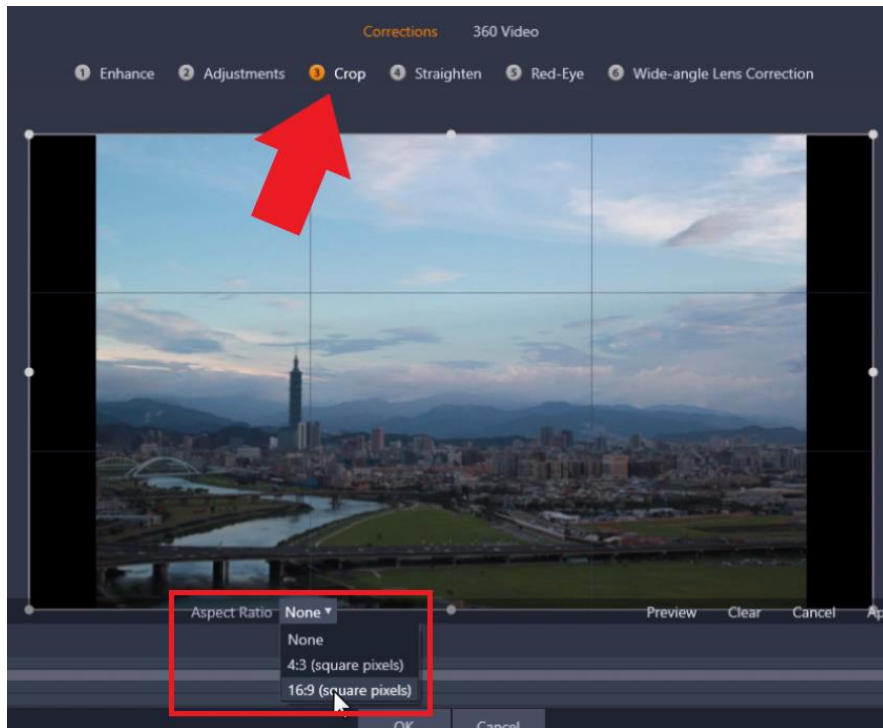 Corrections 360 Video
1 Enhance 2 Adjustments 3 Crop 4 Straighten 5 Red-Eye 6 Wide-angle Lens Correction
Aspect Ratio None Preview Clear Cancel Ap
None
4:3 (square pixels)
16:9 (square pixels)
OK Cancel